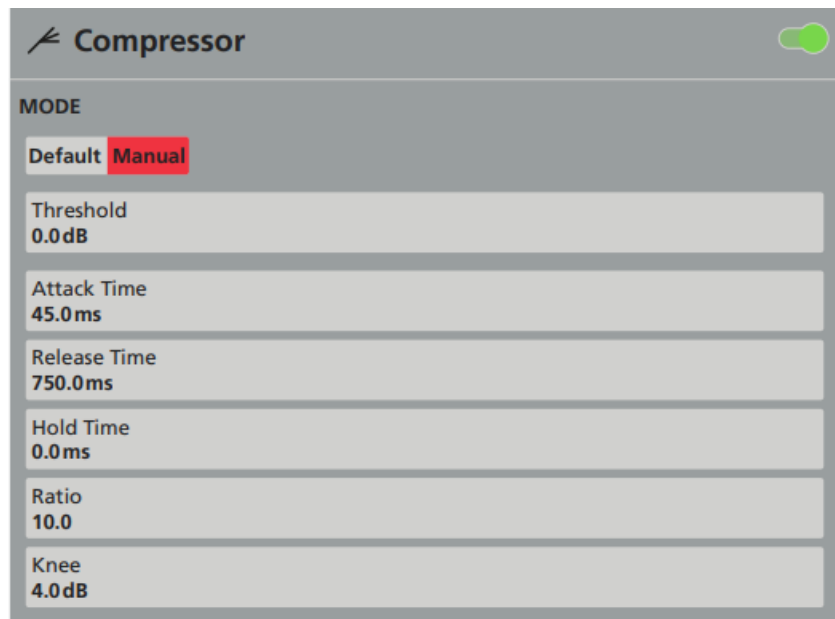 Compressor
MODE
Default Manual
Threshold
0.0dB
Attack Time
45.0ms
Release Time
750.0ms
Hold Time
0.0ms
Ratio
10.0
Knee
4.0dB